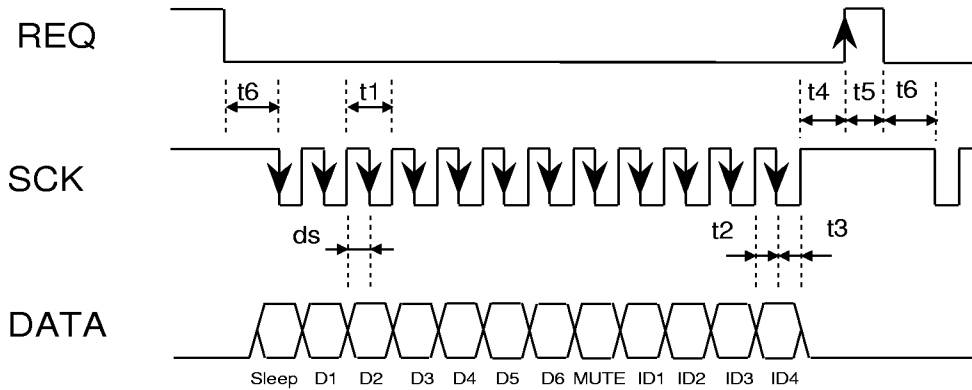 REQ
t6 t1 t4 t5 t6
SCK
ds t2 t3
DATA
Sleep D1 D2 D3 D4 D5 D6 MUTE ID1 ID2 ID3 ID4